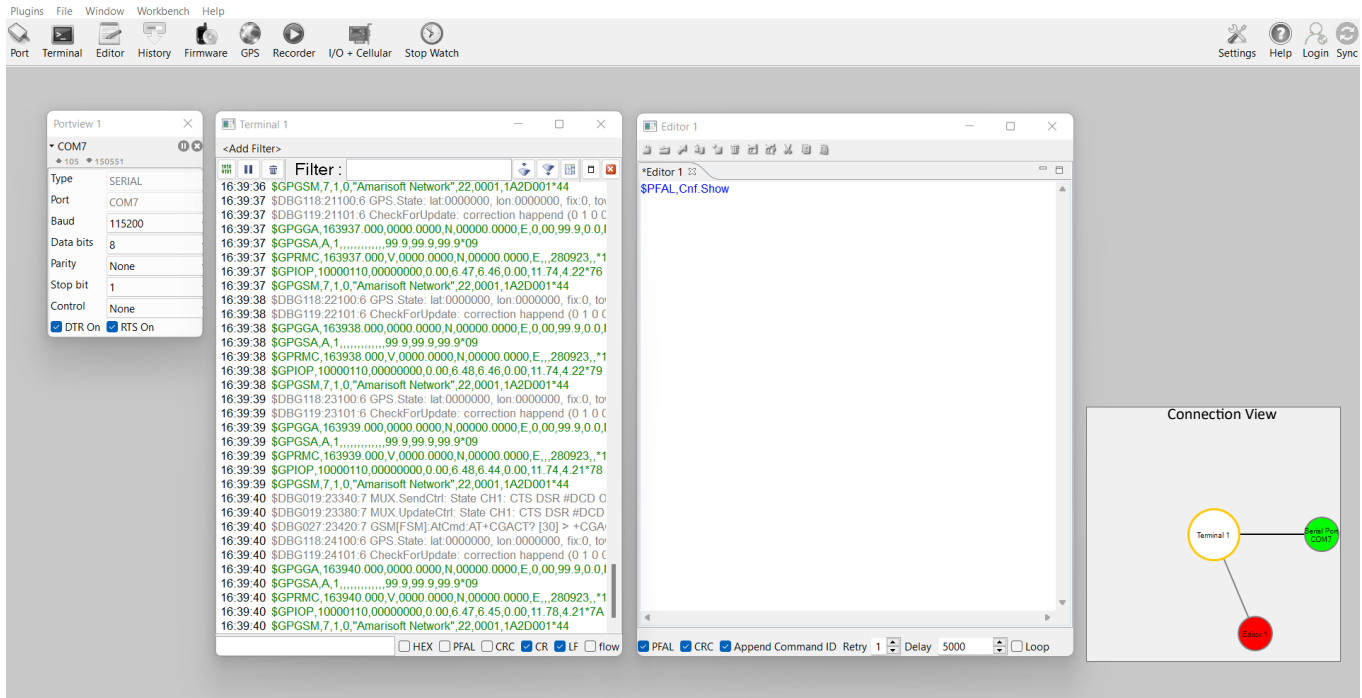 Plugins File Window Workbench Help
Port Terminal Editor History Firmware GPS Recorder I/O + Cellular Stop Watch Settings Help Login Sync
Portview 1
COM7
105 150551
Type SERIAL
Port COM7
Baud 115200
Data bits 8
Parity None
Stop bit 1
Control None
DTR On RTS On
Terminal 1
<Add Filter>
Filter :
16:39:36 $GPGSM,7,1,0,"Amarisoft Network",22,0001,1A2D001*44
16:39:37 $DBG118:21100:6 GPS.State: lat:0000000, lon:0000000, fix:0,
16:39:37 $DBG119:21101:6 CheckForUpdate: correction happend (0 1 0
16:39:37 $GPGGA,163937.000,0000.0000,N,00000.0000,E,0,00,99.9,0.0,
16:39:37 $GPGSA,A,1,,,,,,,,,,,,,99.9,99.9,99.9*09
16:39:37 $GPRMC,163937.000,V,0000.0000,N,00000.0000,E,,,280923,,*1
16:39:37 $GPIOP,10000110,00000000,0.00,6.47,6.46,0.00,11.74,4.22*76
16:39:37 $GPGSM,7,1,0,"Amarisoft Network",22,0001,1A2D001*44
16:39:38 $DBG118:22100:6 GPS.State: lat:0000000, lon:0000000, fix:0,
16:39:38 $DBG119:22101:6 CheckForUpdate: correction happend (0 1 0
16:39:38 $GPGGA,163938.000,0000.0000,N,00000.0000,E,0,00,99.9,0.0,
16:39:38 $GPGSA,A,1,,,,,,,,,,,,,99.9,99.9,99.9*09
16:39:38 $GPRMC,163938.000,V,0000.0000,N,00000.0000,E,,,280923,,*1
16:39:38 $GPIOP,10000110,00000000,0.00,6.48,6.46,0.00,11.74,4.22*79
16:39:38 $GPGSM,7,1,0,"Amarisoft Network",22,0001,1A2D001*44
16:39:39 $DBG118:23100:6 GPS.State: lat:0000000, lon:0000000, fix:0,
16:39:39 $DBG119:23101:6 CheckForUpdate: correction happend (0 1 0
16:39:39 $GPGGA,163939.000,0000.0000,N,00000.0000,E,0,00,99.9,0.0,
16:39:39 $GPGSA,A,1,,,,,,,,,,,,,99.9,99.9,99.9*09
16:39:39 $GPRMC,163939.000,V,0000.0000,N,00000.0000,E,,,280923,,*1
16:39:39 $GPIOP,10000110,00000000,0.00,6.48,6.44,0.00,11.74,4.21*78
16:39:39 $GPGSM,7,1,0,"Amarisoft Network",22,0001,1A2D001*44
16:39:40 $DBG019:23340:7 MUX.SendCtrl: State CH1: CTS DSR #DCD
16:39:40 $DBG019:23380:7 MUX.UpdateCtrl: State CH1: CTS DSR #DCD
16:39:40 $DBG027:23420:7 GSM[FSM]:AtCmd:AT+CGACT? [30] > +CGA
16:39:40 $DBG118:24100:6 GPS.State: lat:0000000, lon:0000000, fix:0,
16:39:40 $DBG119:24101:6 CheckForUpdate: correction happend (0 1 0
16:39:40 $GPGGA,163940.000,0000.0000,N,00000.0000,E,0,00,99.9,0.0,
16:39:40 $GPGSA,A,1,,,,,,,,,,,,,99.9,99.9,99.9*09
16:39:40 $GPRMC,163940.000,V,0000.0000,N,00000.0000,E,,,280923,,*1
16:39:40 $GPIOP,10000110,00000000,0.00,6.47,6.45,0.00,11.78,4.21*7A
16:39:40 $GPGSM,7,1,0,"Amarisoft Network",22,0001,1A2D001*44
HEX PFAL CRC CR LF flow
Editor 1
*Editor 1
$PFAL,Cnf.Show
PFAL CRC Append Command ID Retry 1 Delay 5000 Loop
Connection View
Terminal 1
Serial Port
COM7
Editor 1